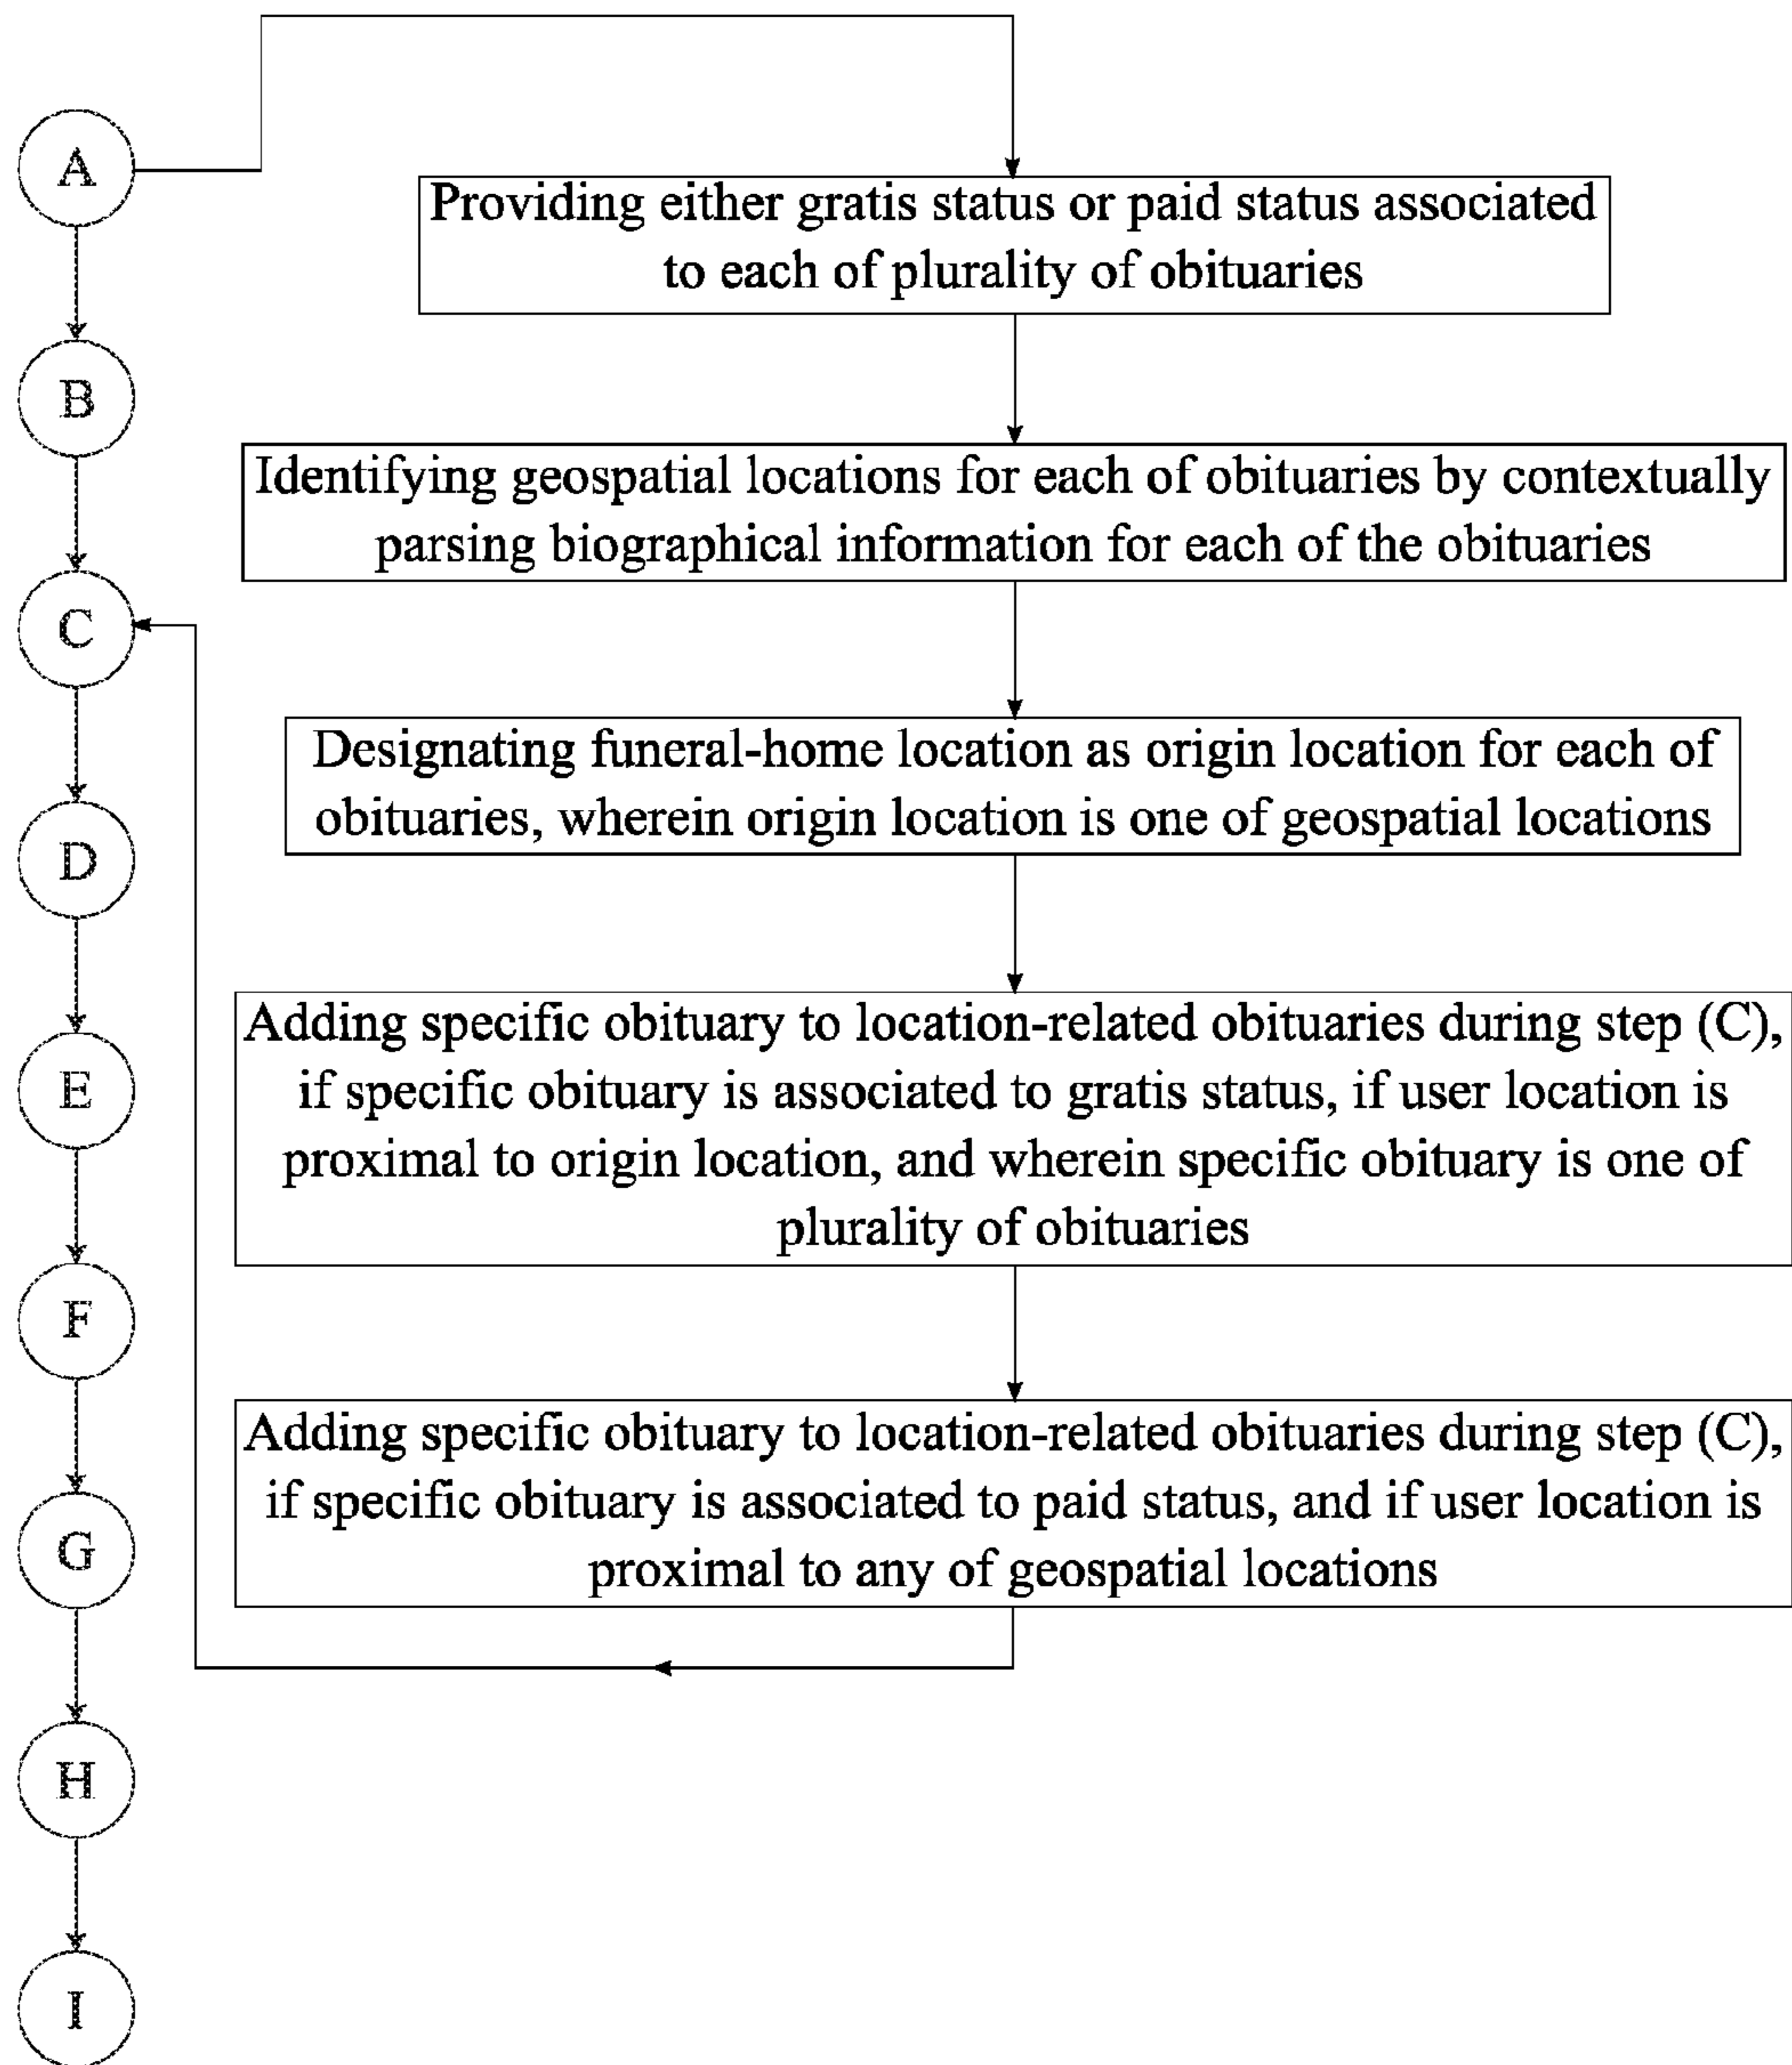 A
Providing either gratis status or paid status associated
to each of plurality of obituaries
B
Identifying geospatial locations for each of obituaries by contextually
parsing biographical information for each of the obituaries
C
Designating funeral-home location as origin location for each of
obituaries, wherein origin location is one of geospatial locations
D
Adding specific obituary to location-related obituaries during step (C),
if specific obituary is associated to gratis status, if user location is
proximal to origin location, and wherein specific obituary is one of
plurality of obituaries
E
F
Adding specific obituary to location-related obituaries during step (C),
if specific obituary is associated to paid status, and if user location is
proximal to any of geospatial locations
G
H
I